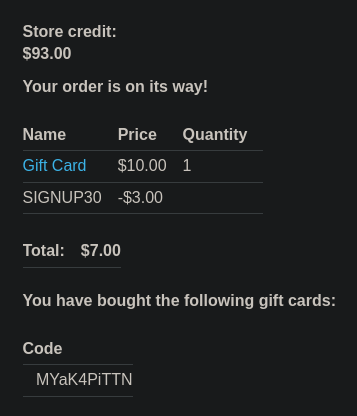 Store credit:
$93.00
Your order is on its way!
Name Price Quantity
Gift Card $10.00 1
SIGNUP30 -$3.00
Total: $7.00
You have bought the following gift cards:
Code
MYaK4PiTTN